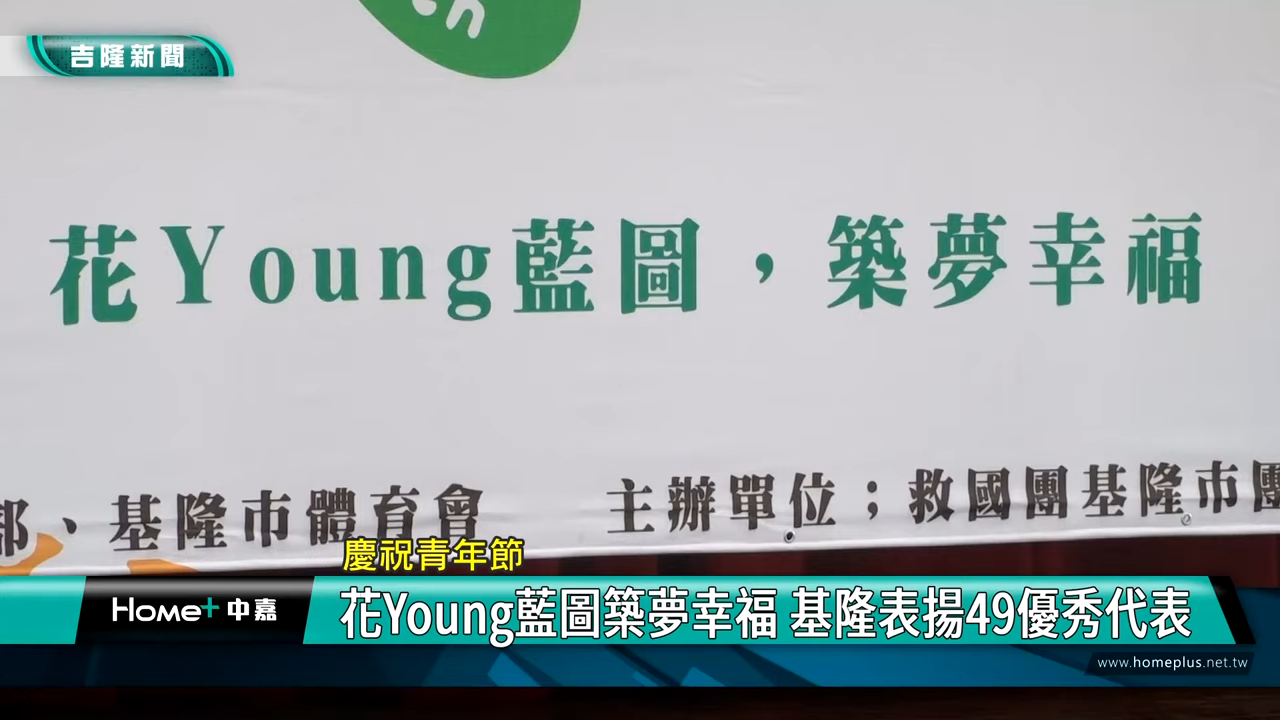 吉隆新聞
花Young藍圖，築夢幸福
、基隆市體育會 主辦單位；救國團基隆市
慶祝青年節
Home+中嘉
花Young藍圖築夢幸福 基隆表揚49優秀代表
www.homeplus.net.tw